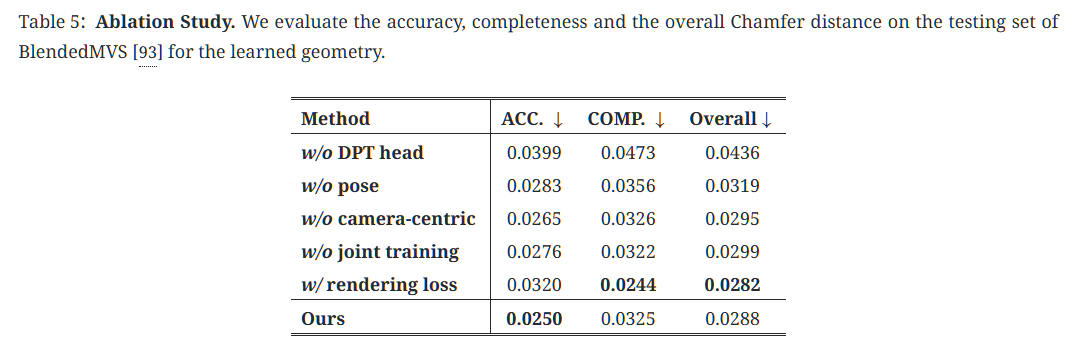 Table 5: Ablation Study. We evaluate the accuracy, completeness and the overall Chamfer distance on the testing set of
BlendedMVS [93] for the learned geometry.
Method ACC. ↓ COMP. ↓ Overall ↓
w/o DPT head 0.0399 0.0473 0.0436
w/o pose 0.0283 0.0356 0.0319
w/o camera-centric 0.0265 0.0326 0.0295
w/o joint training 0.0276 0.0322 0.0299
w/ rendering loss 0.0320 0.0244 0.0282
Ours 0.0250 0.0325 0.0288